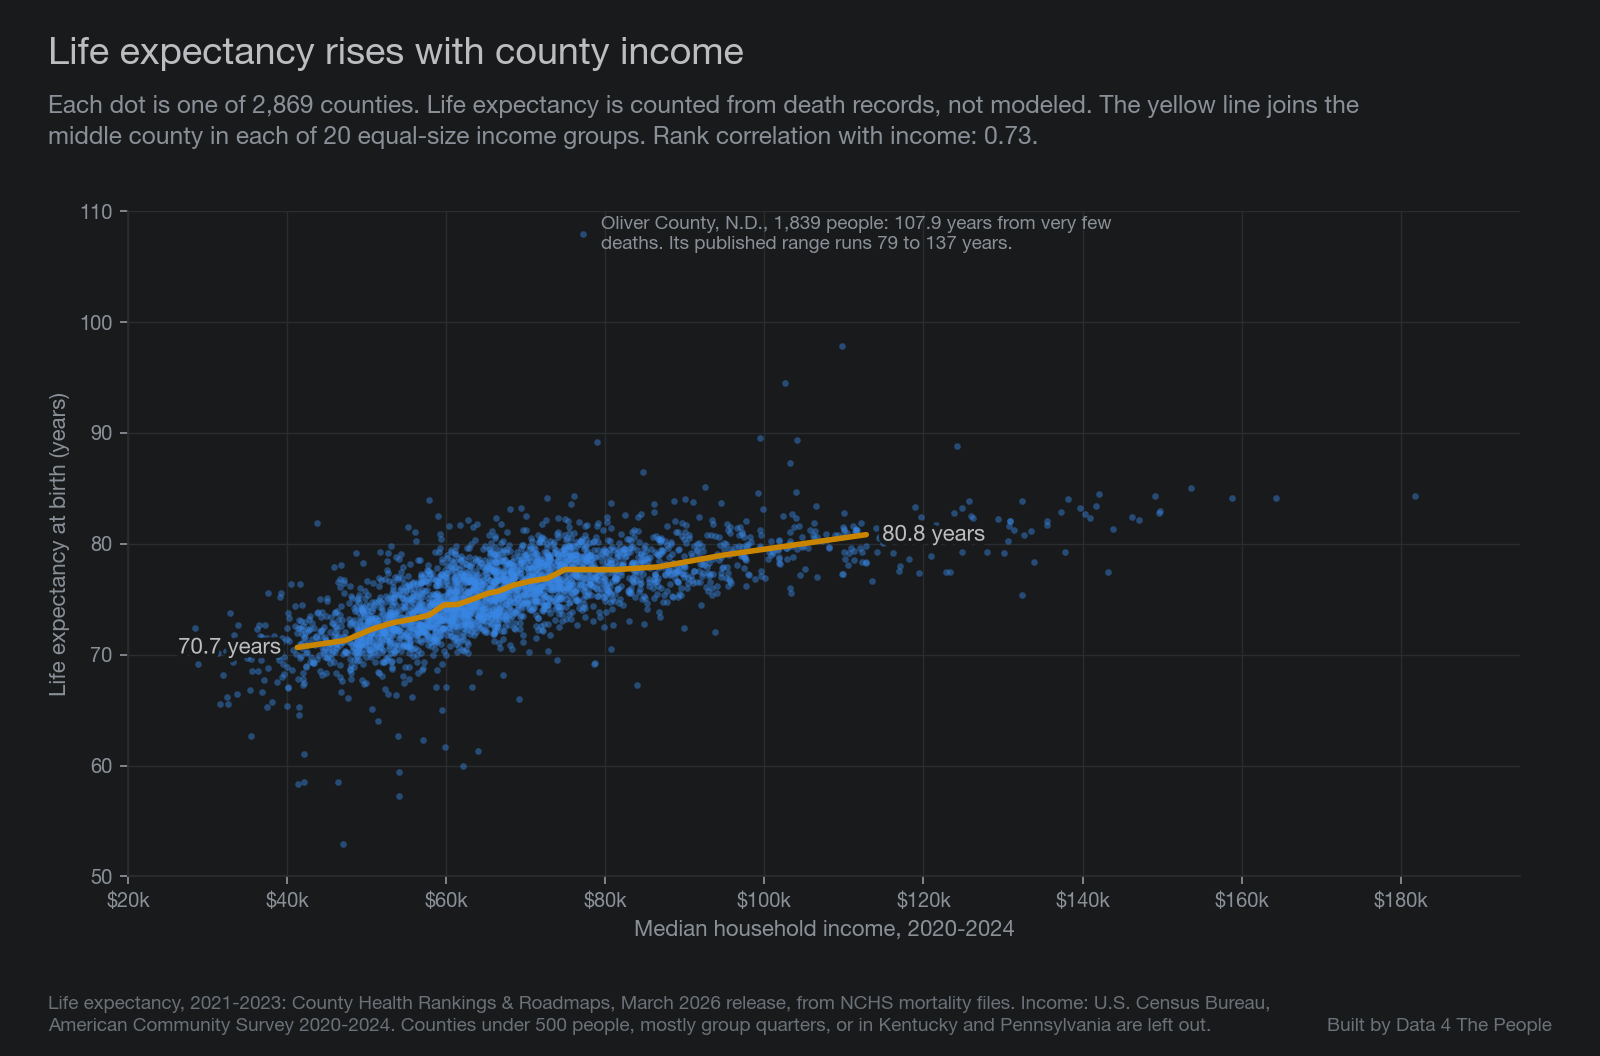 Life expectancy rises with county income
Each dot is one of 2,869 counties. Life expectancy is counted from death records, not modeled. The yellow line joins the
middle county in each of 20 equal-size income groups. Rank correlation with income: 0.73.
110
Oliver County, N.D., 1,839 people: 107.9 years from very few
deaths. Its published range runs 79 to 137 years.
100
90
80
80.8 years
70.7 years
70
60
50
Life expectancy at birth (years)
$20k $40k $60k $80k $100k $120k $140k $160k $180k
Median household income, 2020-2024
Life expectancy, 2021-2023: County Health Rankings & Roadmaps, March 2026 release, from NCHS mortality files. Income: U.S. Census Bureau,
American Community Survey 2020-2024. Counties under 500 people, mostly group quarters, or in Kentucky and Pennsylvania are left out.
Built by Data 4 The People